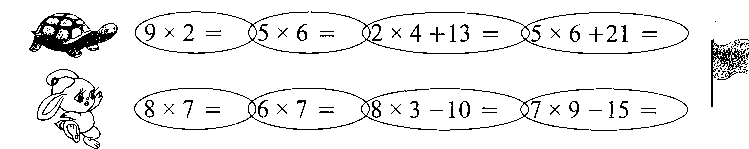 9 × 2 = 5 × 6 = 2 × 4 +13 = 5 × 6 +21 =
8 × 7 = 6 × 7 = 8 × 3 −10 = 7 × 9 −15 =